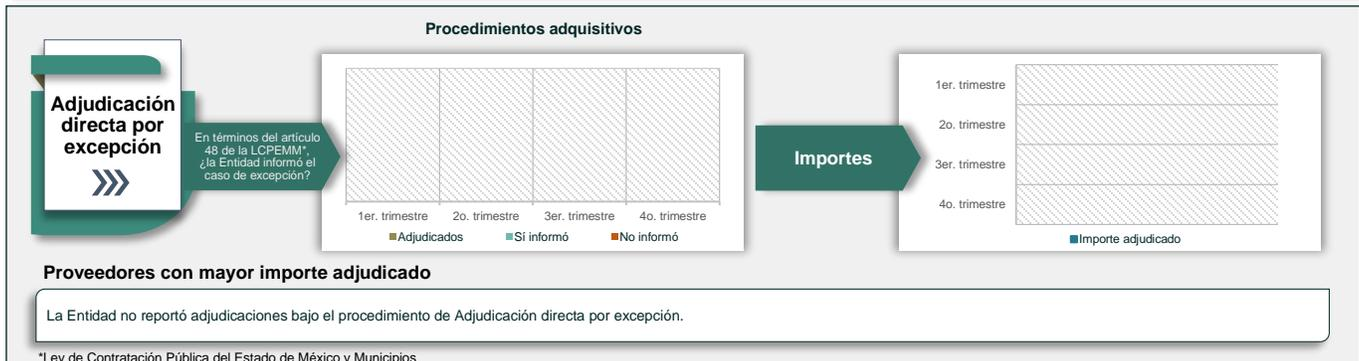 Procedimientos adquisitivos
Adjudicación
directa por
excepción
En términos del artículo
48 de la LCPEMM*,
¿la Entidad informó el
caso de excepción?
1er. trimestre 2o. trimestre 3er. trimestre 4o. trimestre
Adjudicados Sí informó No informó
Importes
1er. trimestre
2o. trimestre
3er. trimestre
4o. trimestre
Importe adjudicado
Proveedores con mayor importe adjudicado
La Entidad no reportó adjudicaciones bajo el procedimiento de Adjudicación directa por excepción.
*Ley de Contratación Pública del Estado de México y Municipios